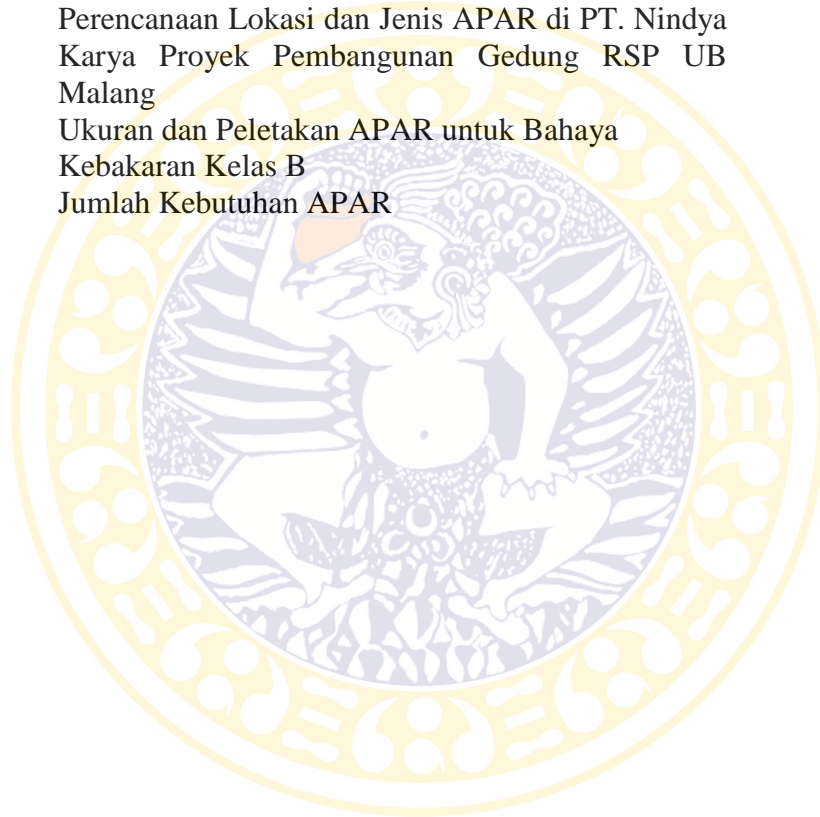 Perencanaan Lokasi dan Jenis APAR di PT. Nindya
Karya Proyek Pembangunan Gedung RSP UB
Malang
Ukuran dan Peletakan APAR untuk Bahaya
Kebakaran Kelas B
Jumlah Kebutuhan APAR